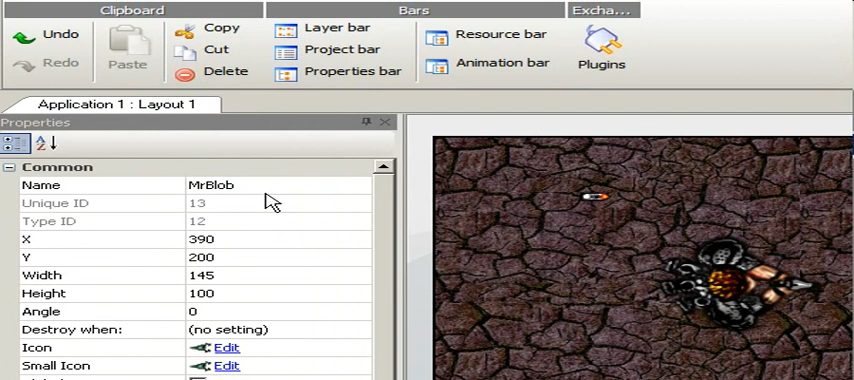 Clipboard Bars Excha...
Undo Copy Layer bar Resource bar
Cut Project bar
Redo Paste Delete Properties bar Animation bar Plugins
Application 1 : Layout 1
Properties
A
Z
Common
Name MrBlob
Unique ID 13
Type ID 12
X 390
Y 200
Width 145
Height 100
Angle 0
Destroy when: (no setting)
Icon Edit
Small Icon Edit